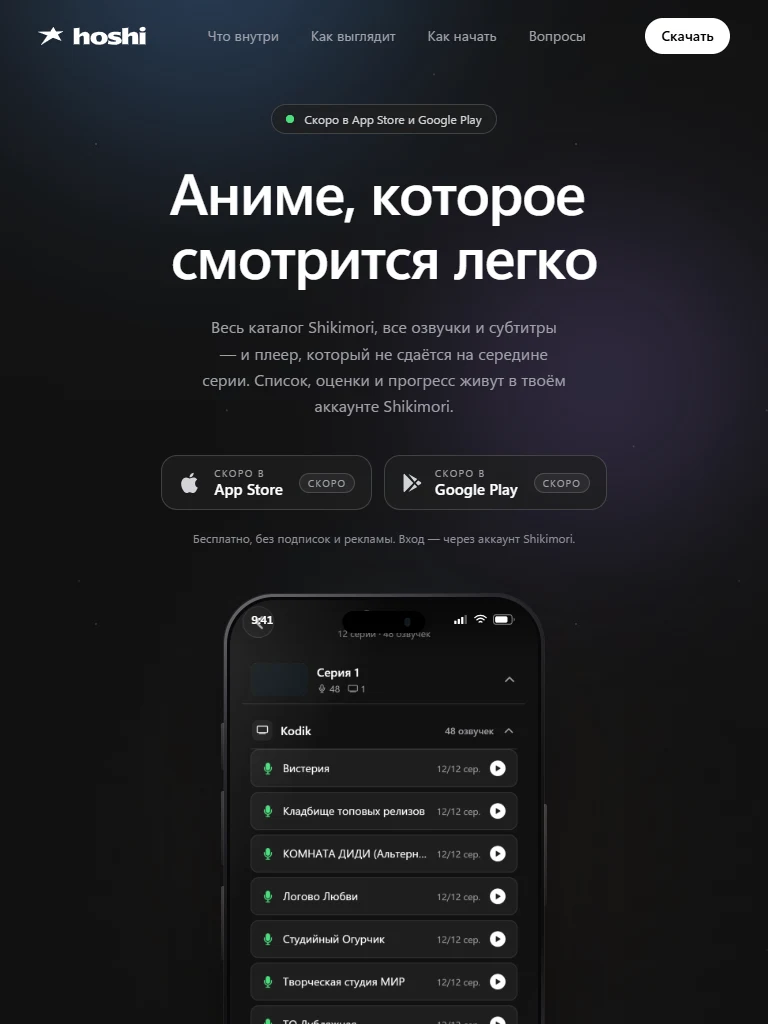 hoshi
Что внутри
Как выглядит
Как начать
Вопросы
Скачать
Скоро в App Store и Google Play
Аниме, которое
смотрится легко
Весь каталог Shikimori, все озвучки и субтитры
— и плеер, который не сдаётся на середине
серии. Список, оценки и прогресс живут в твоём
аккаунте Shikimori.
СКОРО В
App Store
СКОРО
СКОРО В
Google Play
СКОРО
Бесплатно, без подписок и рекламы. Вход — через аккаунт Shikimori.
9:41
12 серий · 48 озвучек
Серия 1
48 1
Kodik 48 озвучек
Вистерия 12/12 сер.
Кладбище топовых релизов 12/12 сер.
КОМНАТА ДИДИ (Альтерн... 12/12 сер.
Логово Любви 12/12 сер.
Студийный Огурчик 12/12 сер.
Творческая студия МИР 12/12 сер.